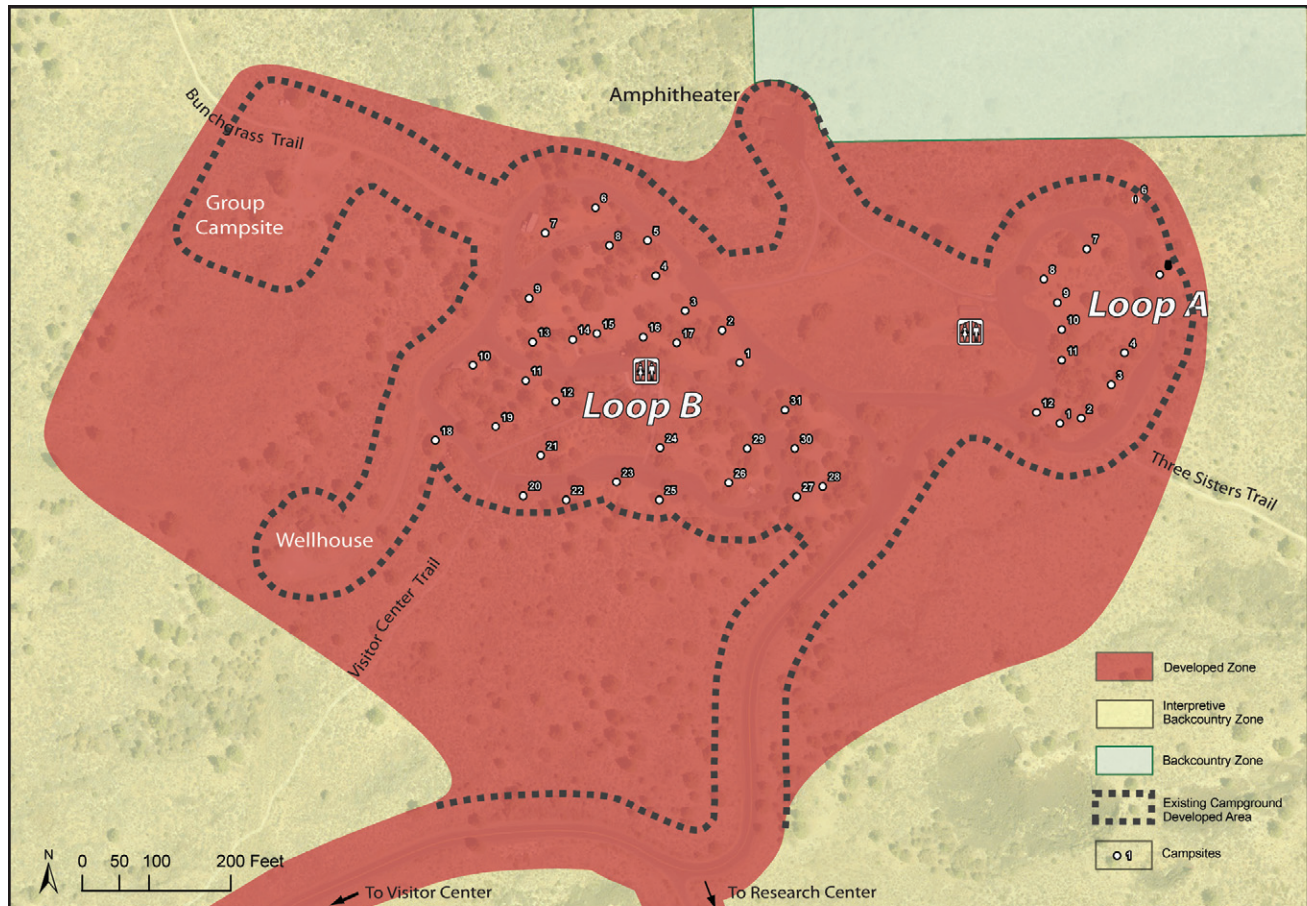 Amphitheater
Bunchgrass Trail
Group
Campsite
6
7
8
5
4
9
3
2
13
14
15
16
17
1
10
11
12
Loop B
31
19
18
21
24
29
30
20
22
23
25
26
27
28
6
7
8
9
Loop A
10
11
4
3
12
1
2
Three Sisters Trail
Wellhouse
Visitor Center Trail
Developed Zone
Interpretive
Backcountry Zone
Backcountry Zone
Existing Campground
Developed Area
1
Campsites
N
0 50 100 200 Feet
To Visitor Center
To Research Center